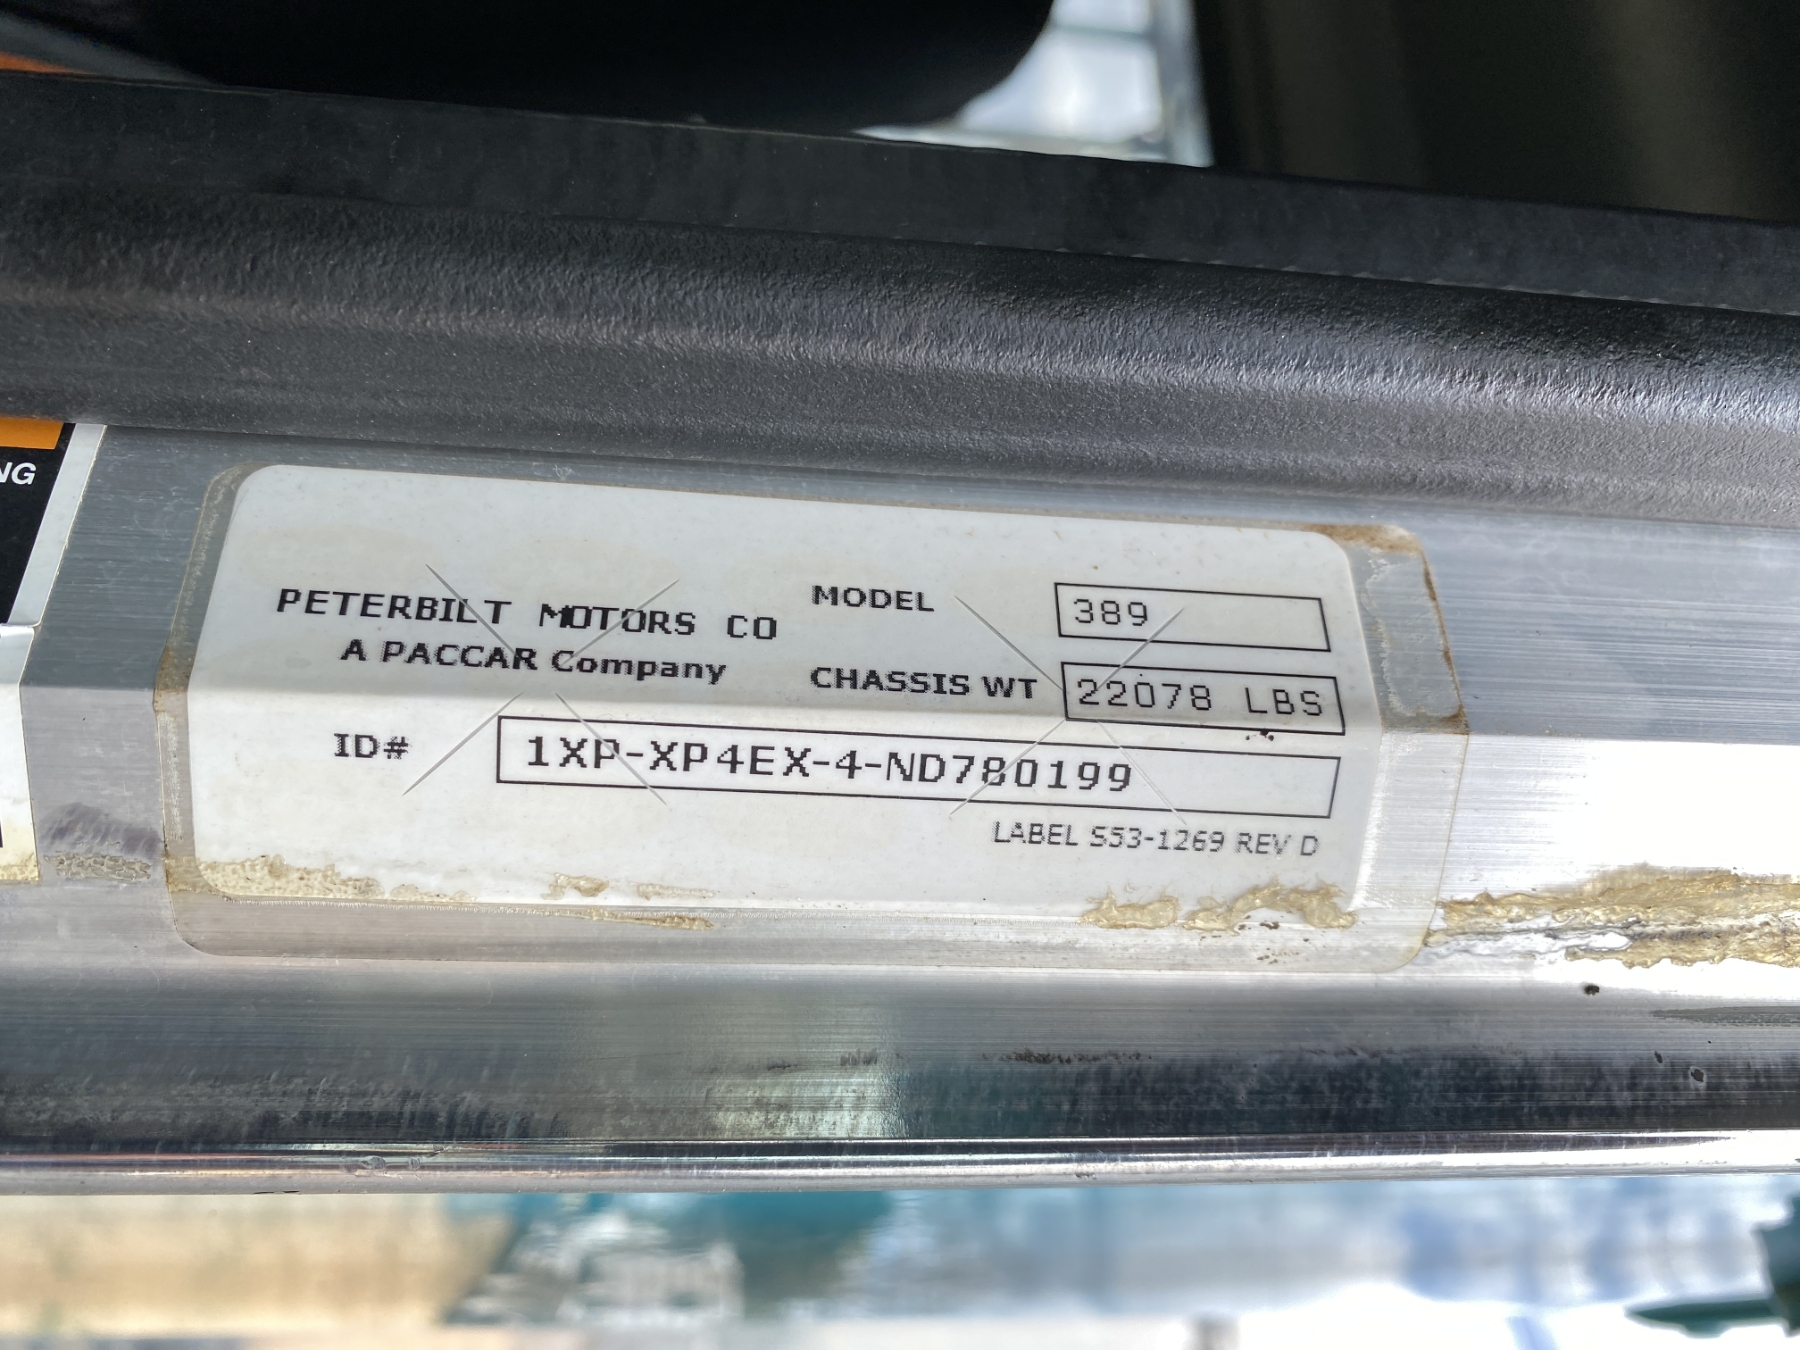 NG
PETERBILT MOTORS CO
A PACCAR Company
MODEL 389
CHASSIS WT 22078 LBS
ID# 1XP-XP4EX-4-ND780199
LABEL S53-1269 REV D